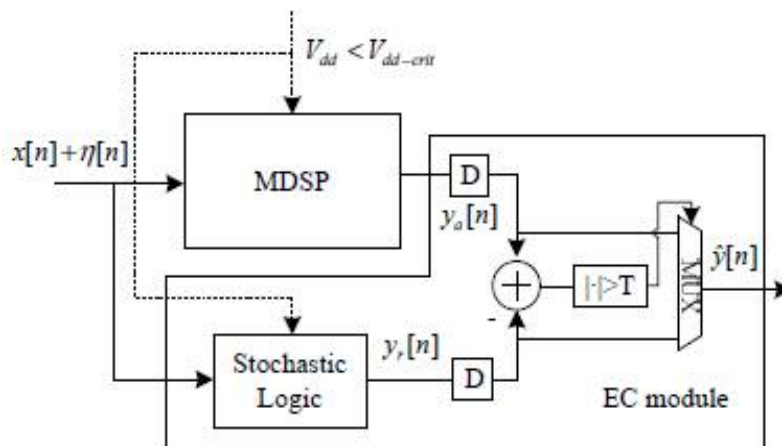 V_dd < V_dd-crit
x[n]+η[n]
MDSP
D
y_a[n]
+
|·|>T
MUX
ŷ[n]
-
Stochastic
Logic
y_r[n]
D
EC module